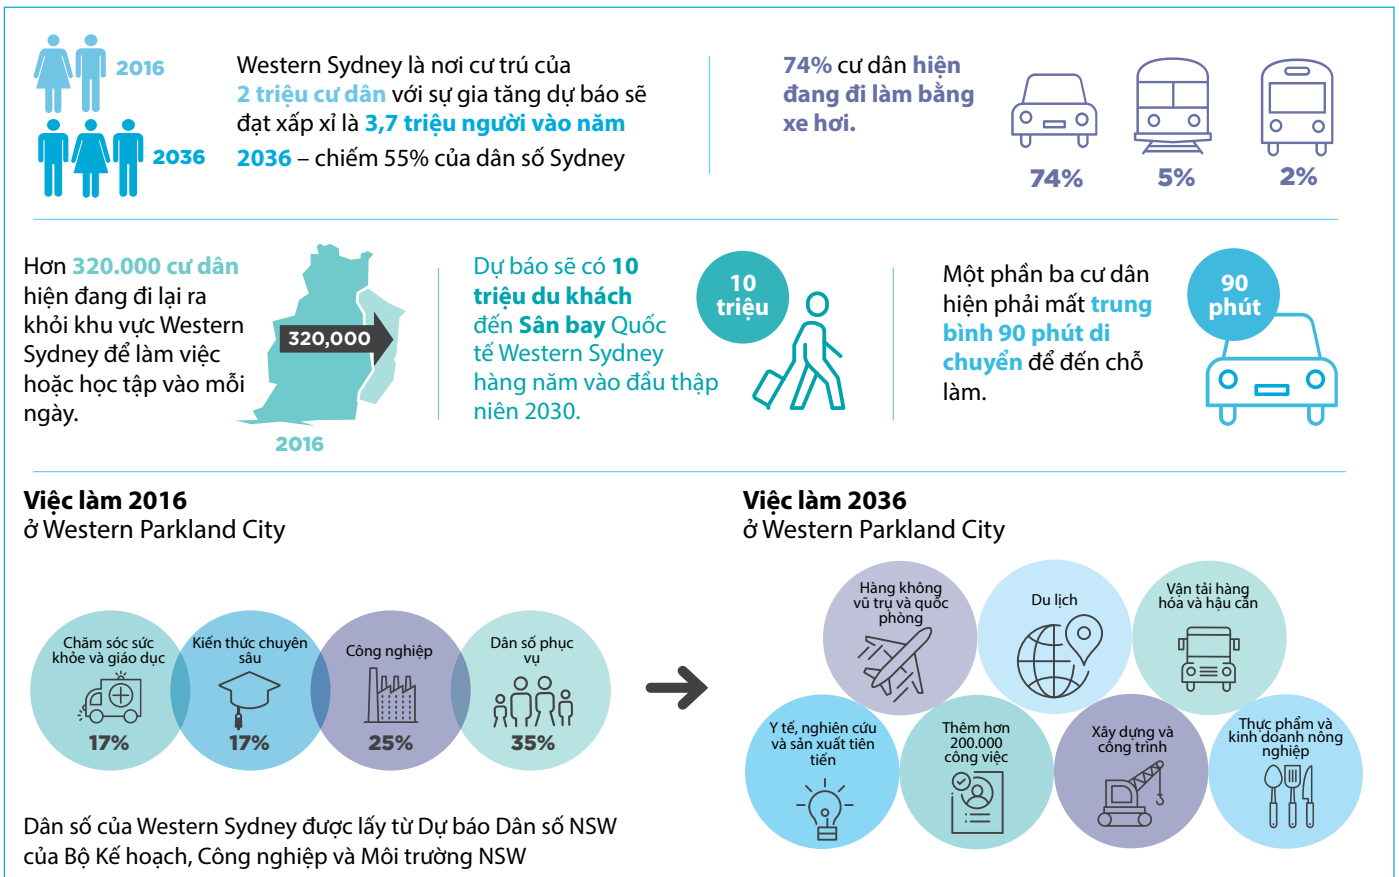 2016
2036
Western Sydney là nơi cư trú của
2 triệu cư dân với sự gia tăng dự báo sẽ
đạt xấp xỉ là 3,7 triệu người vào năm
2036 – chiếm 55% của dân số Sydney
74% cư dân hiện
đang đi làm bằng
xe hơi.
74%
5%
2%
Hơn 320.000 cư dân
hiện đang đi lại ra
khỏi khu vực Western
Sydney để làm việc
hoặc học tập vào mỗi
ngày.
320,000
2016
Dự báo sẽ có 10
triệu du khách
đến Sân bay Quốc
tế Western Sydney
hàng năm vào đầu thập
niên 2030.
10
triệu
Một phần ba cư dân
hiện phải mất trung
bình 90 phút di
chuyển để đến chỗ
làm.
90
phút
Việc làm 2016
ở Western Parkland City
Chăm sóc sức
khỏe và giáo dục
17%
Kiến thức chuyên
sâu
17%
Công nghiệp
25%
Dân số phục
vụ
35%
Việc làm 2036
ở Western Parkland City
Hàng không
vũ trụ và quốc
phòng
Du lịch
Vận tải hàng
hóa và hậu cần
Y tế, nghiên cứu
và sản xuất tiên
tiến
Thêm hơn
200.000
công việc
Xây dựng và
công trình
Thực phẩm và
kinh doanh nông
nghiệp
Dân số của Western Sydney được lấy từ Dự báo Dân số NSW
của Bộ Kế hoạch, Công nghiệp và Môi trường NSW